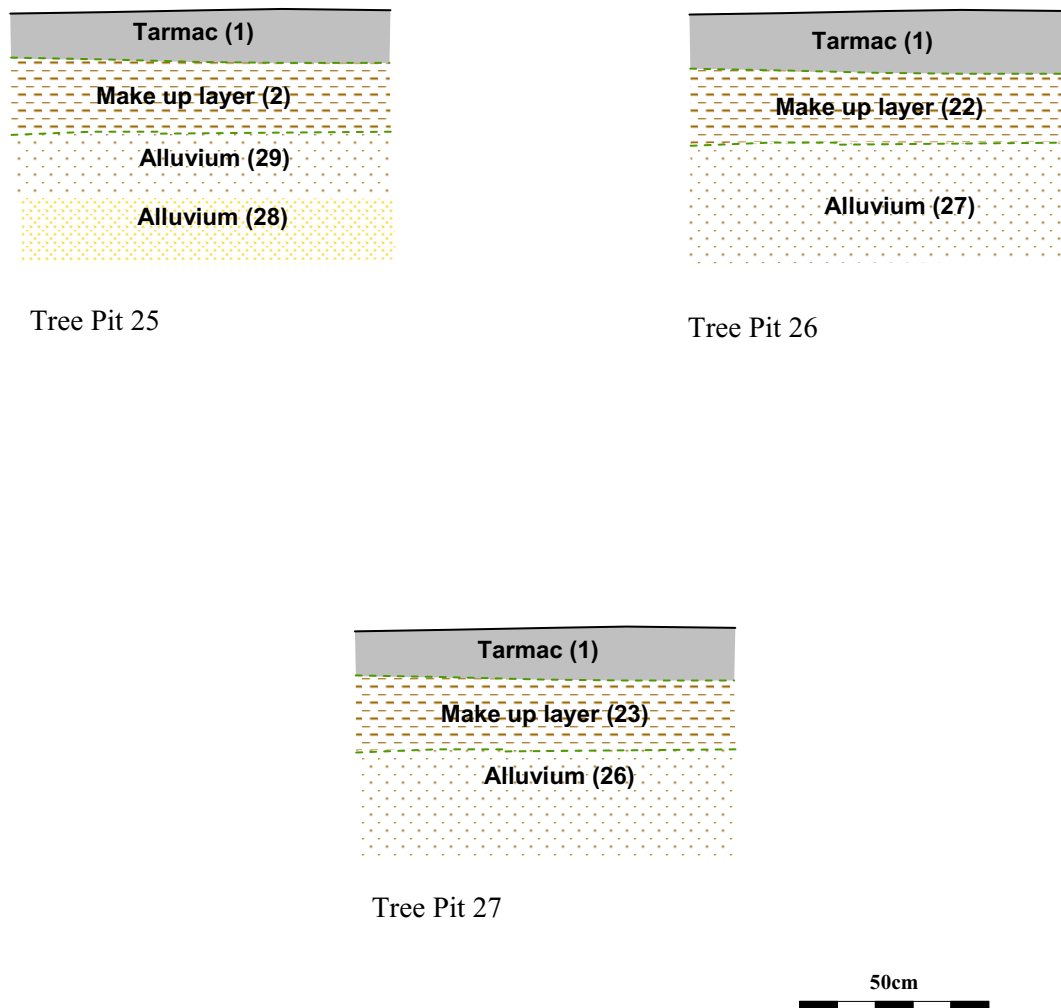 Tarmac (1)
Make up layer (2)
Alluvium (29)
Alluvium (28)
Tree Pit 25
Tarmac (1)
Make up layer (22)
Alluvium (27)
Tree Pit 26
Tarmac (1)
Make up layer (23)
Alluvium (26)
Tree Pit 27
50cm